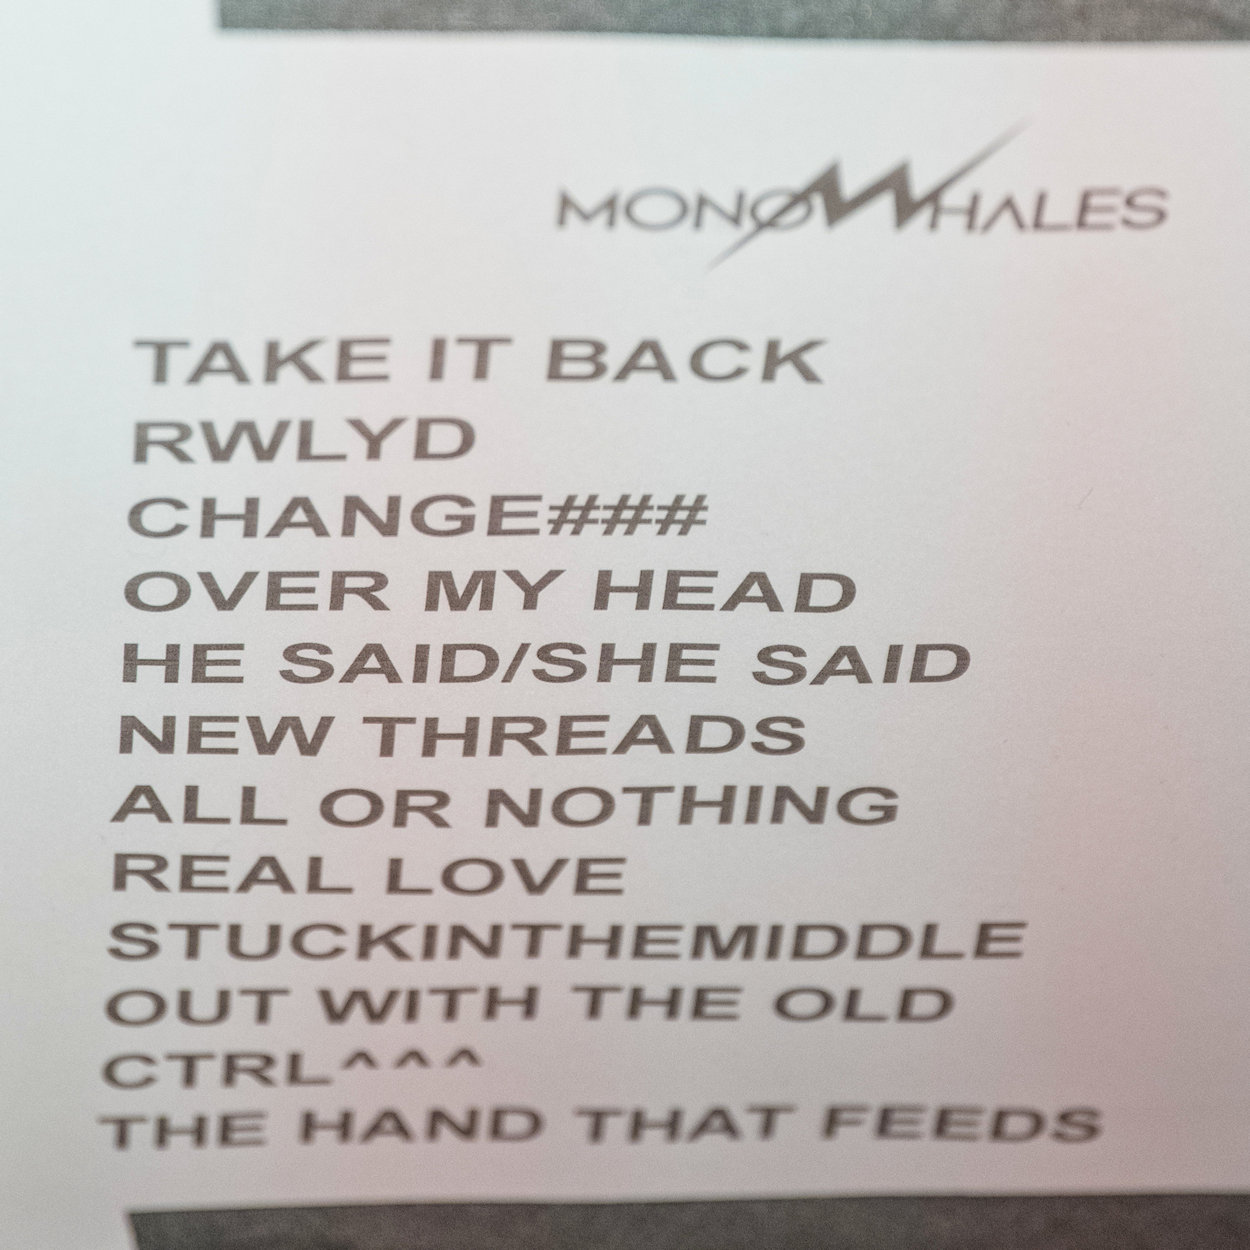 MONOWHALES
TAKE IT BACK
RWLYD
CHANGE###
OVER MY HEAD
HE SAID/SHE SAID
NEW THREADS
ALL OR NOTHING
REAL LOVE
STUCKINTHEMIDDLE
OUT WITH THE OLD
CTRL^^^
THE HAND THAT FEEDS